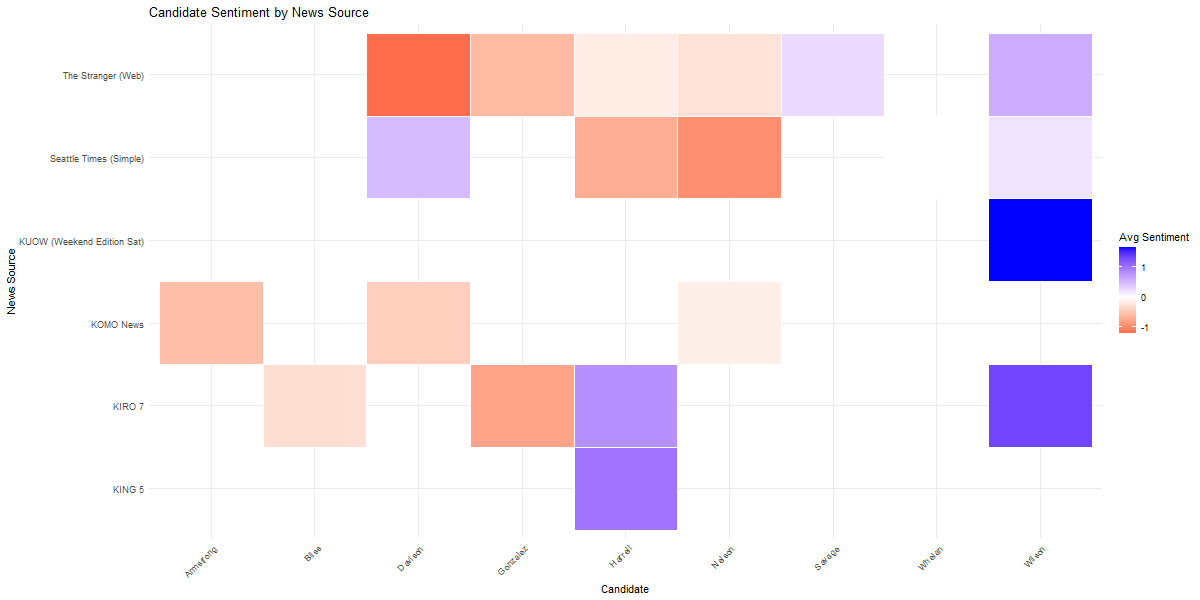 Candidate Sentiment by News Source
The Stranger (Web)
Seattle Times (Simple)
KUOW (Weekend Edition Sat)
KOMO News
KIRO 7
KING 5
News Source
Armstrong
Bliss
Davison
Gonzalez
Harrell
Nelson
Savage
Whelan
Wilson
Candidate
Avg Sentiment
1
0
-1